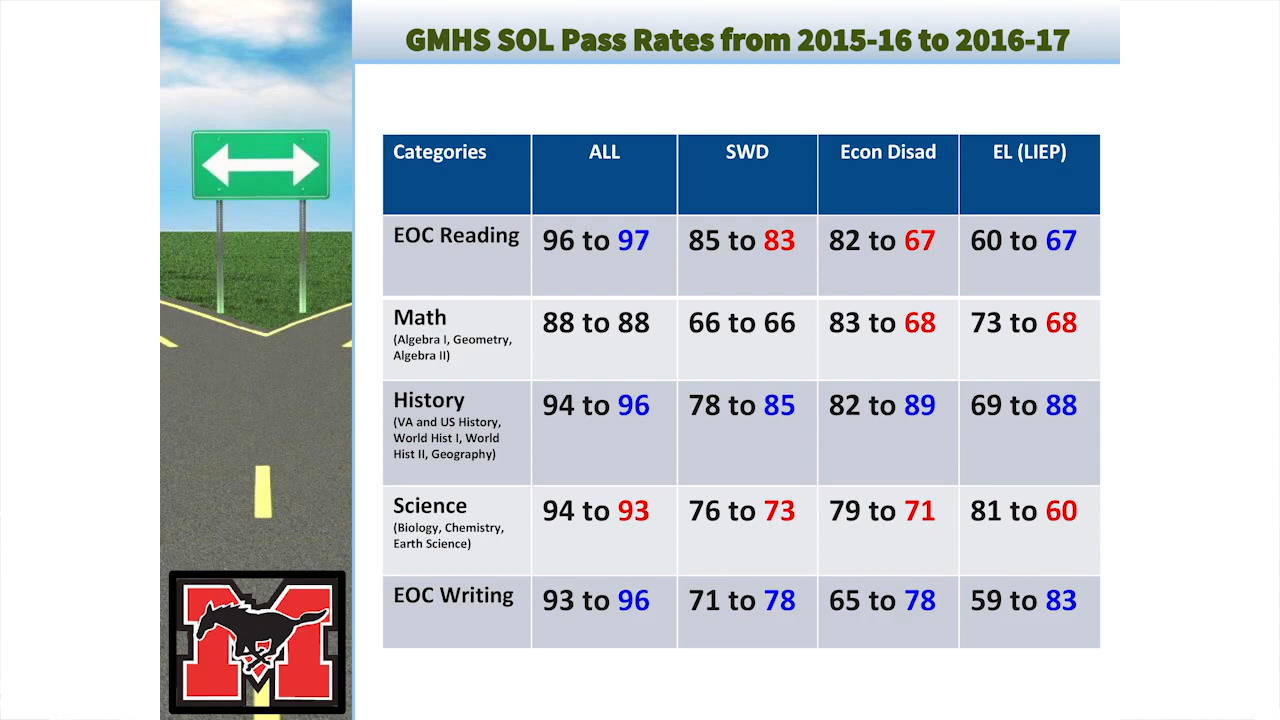 GMHS SOL Pass Rates from 2015-16 to 2016-17
Categories ALL SWD Econ Disad EL (LIEP)
EOC Reading 96 to 97 85 to 83 82 to 67 60 to 67
Math 88 to 88 66 to 66 83 to 68 73 to 68
(Algebra I, Geometry,
Algebra II)
History 94 to 96 78 to 85 82 to 89 69 to 88
(VA and US History,
World Hist I, World
Hist II, Geography)
Science 94 to 93 76 to 73 79 to 71 81 to 60
(Biology, Chemistry,
Earth Science)
EOC Writing 93 to 96 71 to 78 65 to 78 59 to 83
M